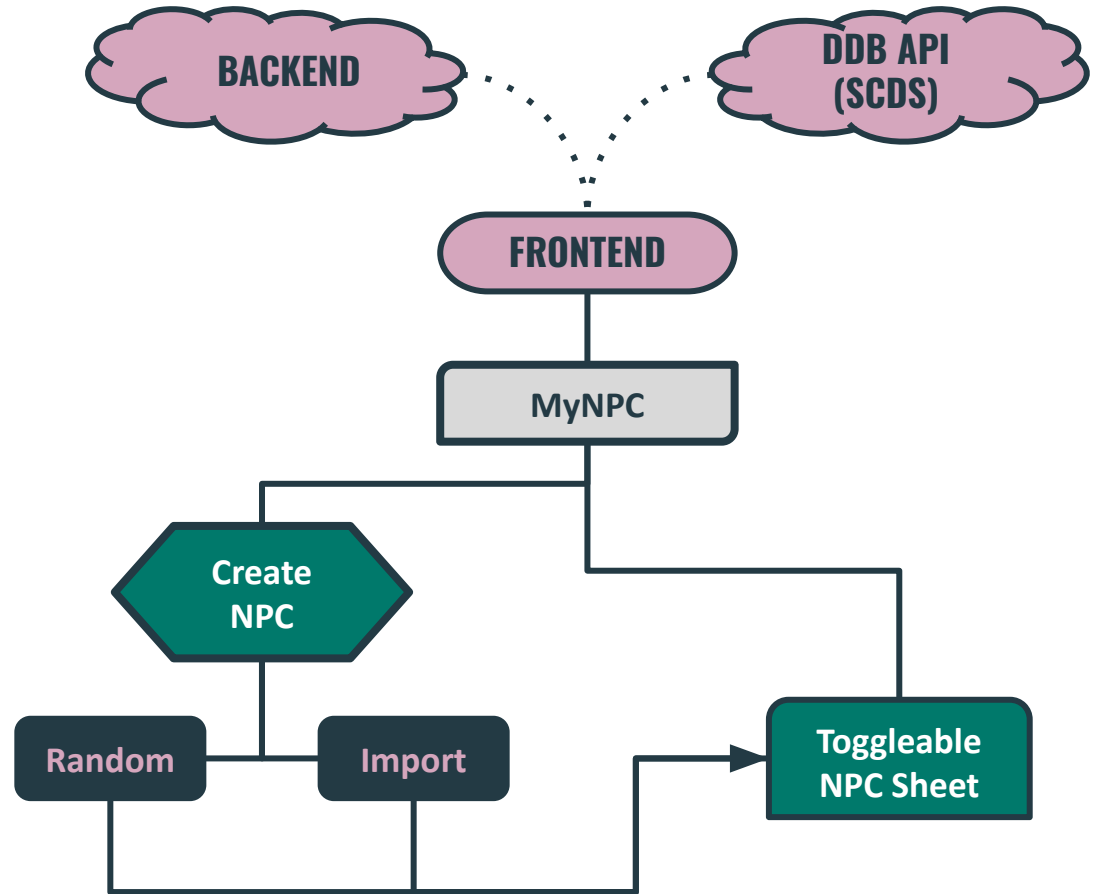 BACKEND
DDB API
(SCDS)
FRONTEND
MyNPC
Create
NPC
Random
Import
Toggleable
NPC Sheet